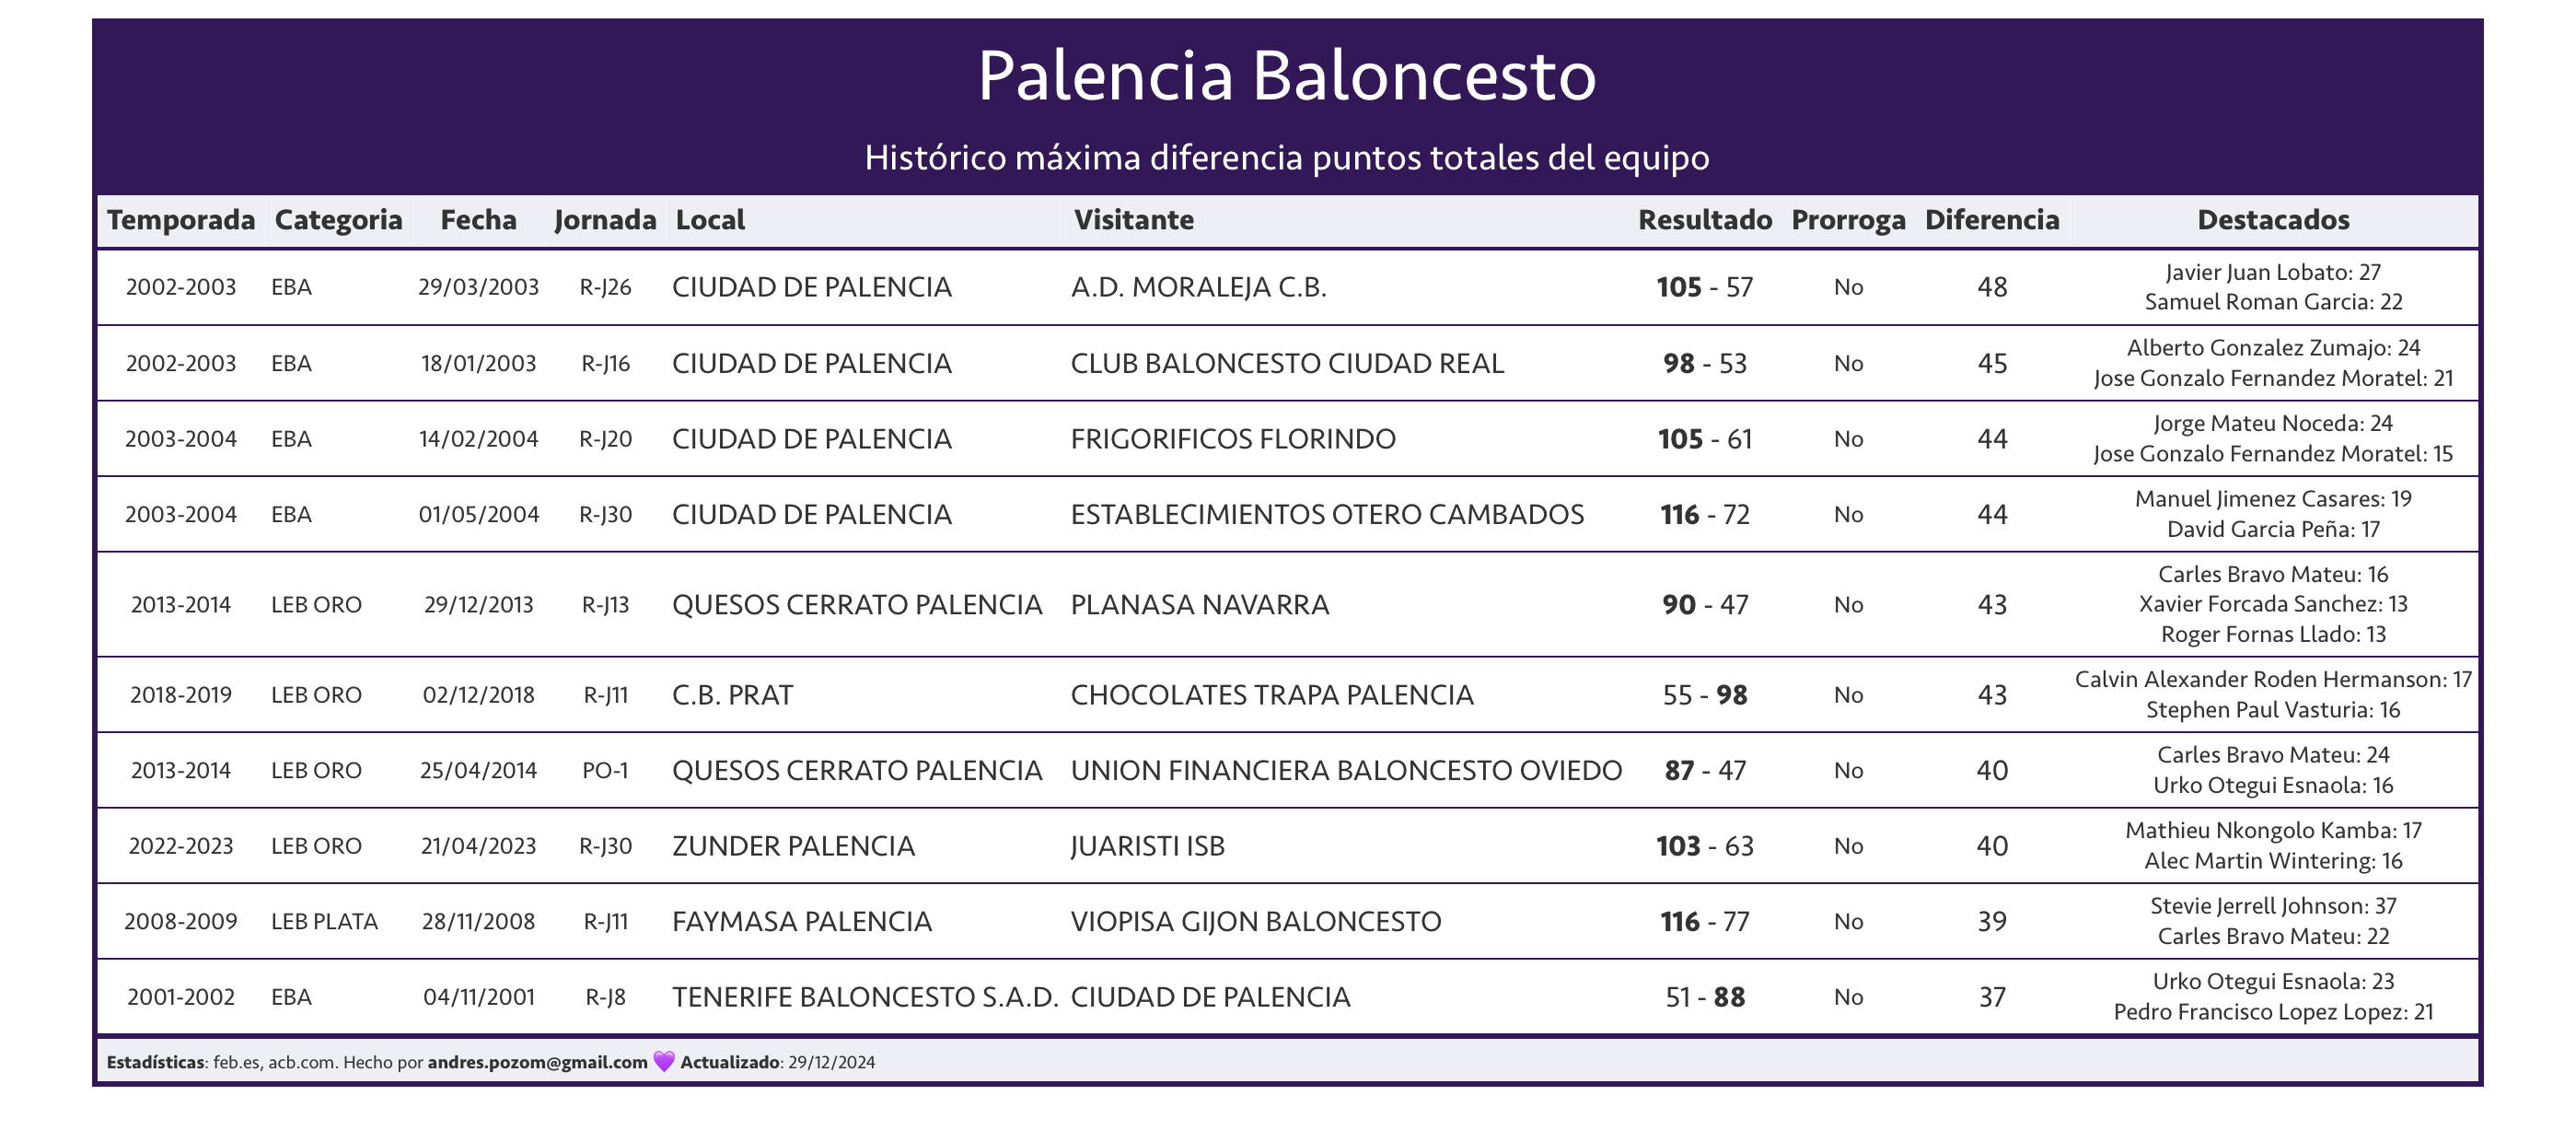 Palencia Baloncesto
Histórico máxima diferencia puntos totales del equipo
Temporada Categoria Fecha Jornada Local Visitante Resultado Prorroga Diferencia Destacados
2002-2003 EBA 29/03/2003 R-J26 CIUDAD DE PALENCIA A.D. MORALEJA C.B. 105 - 57 No 48 Javier Juan Lobato: 27
Samuel Roman Garcia: 22
2002-2003 EBA 18/01/2003 R-J16 CIUDAD DE PALENCIA CLUB BALONCESTO CIUDAD REAL 98 - 53 No 45 Alberto Gonzalez Zumajo: 24
Jose Gonzalo Fernandez Moratel: 21
2003-2004 EBA 14/02/2004 R-J20 CIUDAD DE PALENCIA FRIGORIFICOS FLORINDO 105 - 61 No 44 Jorge Mateu Noceda: 24
Jose Gonzalo Fernandez Moratel: 15
2003-2004 EBA 01/05/2004 R-J30 CIUDAD DE PALENCIA ESTABLECIMIENTOS OTERO CAMBADOS 116 - 72 No 44 Manuel Jimenez Casares: 19
David Garcia Peña: 17
2013-2014 LEB ORO 29/12/2013 R-J13 QUESOS CERRATO PALENCIA PLANASA NAVARRA 90 - 47 No 43 Carles Bravo Mateu: 16
Xavier Forcada Sanchez: 13
Roger Fornas Llado: 13
2018-2019 LEB ORO 02/12/2018 R-J11 C.B. PRAT CHOCOLATES TRAPA PALENCIA 55 - 98 No 43 Calvin Alexander Roden Hermanson: 17
Stephen Paul Vasturia: 16
2013-2014 LEB ORO 25/04/2014 PO-1 QUESOS CERRATO PALENCIA UNION FINANCIERA BALONCESTO OVIEDO 87 - 47 No 40 Carles Bravo Mateu: 24
Urko Otegui Esnaola: 16
2022-2023 LEB ORO 21/04/2023 R-J30 ZUNDER PALENCIA JUARISTI ISB 103 - 63 No 40 Mathieu Nkongolo Kamba: 17
Alec Martin Wintering: 16
2008-2009 LEB PLATA 28/11/2008 R-J11 FAYMASA PALENCIA VIOPISA GIJON BALONCESTO 116 - 77 No 39 Stevie Jerrell Johnson: 37
Carles Bravo Mateu: 22
2001-2002 EBA 04/11/2001 R-J8 TENERIFE BALONCESTO S.A.D. CIUDAD DE PALENCIA 51 - 88 No 37 Urko Otegui Esnaola: 23
Pedro Francisco Lopez Lopez: 21
Estadísticas: feb.es, acb.com. Hecho por andres.pozom@gmail.com 💜 Actualizado: 29/12/2024